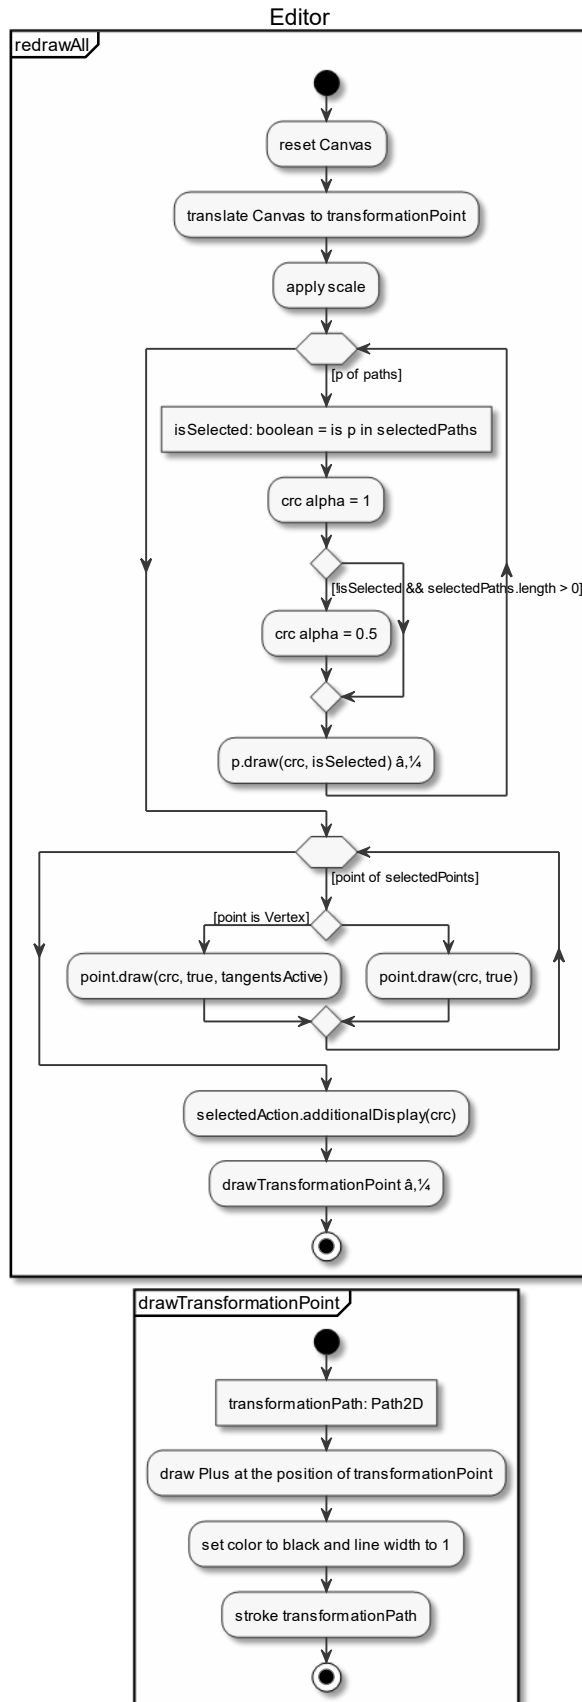 Editor
redrawAll
reset Canvas
translate Canvas to transformationPoint
apply scale
[p of paths]
isSelected: boolean = is p in selectedPaths
crc alpha = 1
[!isSelected && selectedPaths.length > 0]
crc alpha = 0.5
p.draw(crc, isSelected) â‚¼
[point of selectedPoints]
[point is Vertex]
point.draw(crc, true, tangentsActive)
point.draw(crc, true)
selectedAction.additionalDisplay(crc)
drawTransformationPoint â‚¼
drawTransformationPoint
transformationPath: Path2D
draw Plus at the position of transformationPoint
set color to black and line width to 1
stroke transformationPath